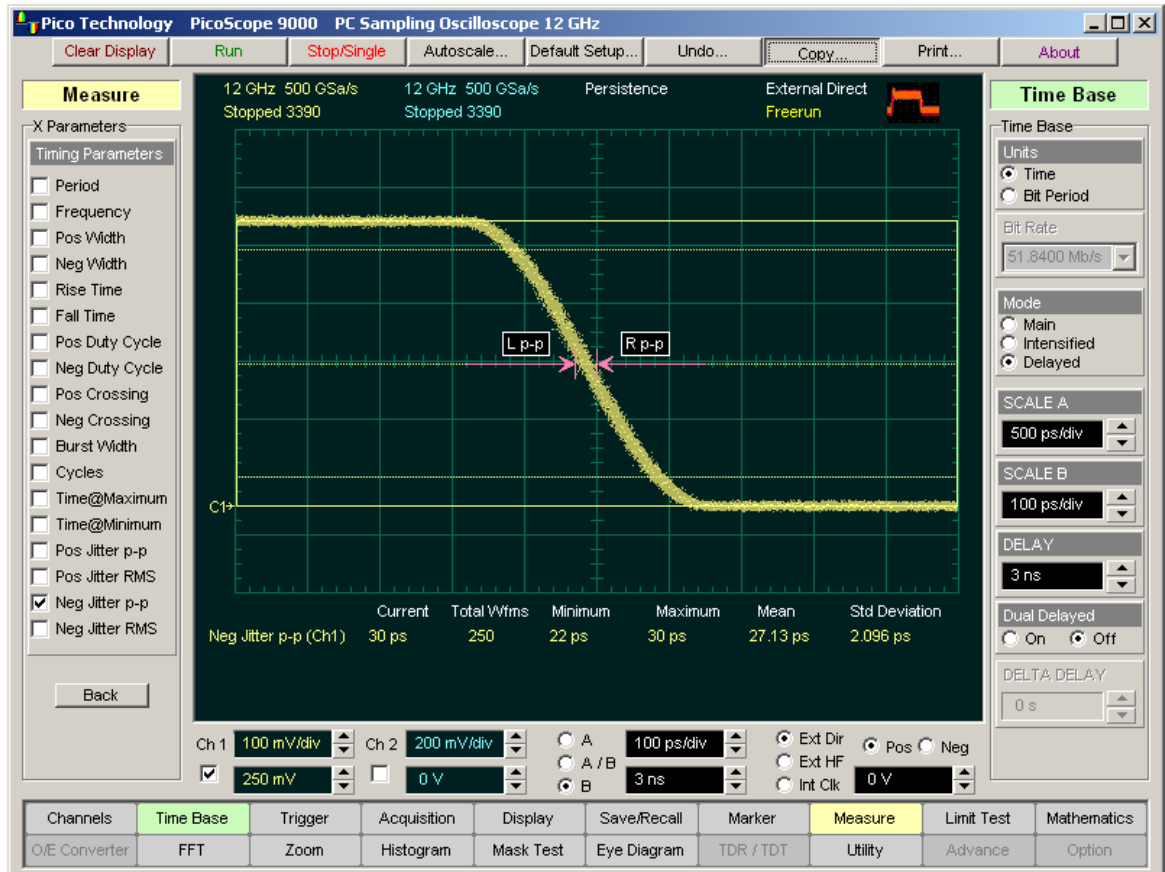 Pico Technology PicoScope 9000 PC Sampling Oscilloscope 12 GHz
Clear Display Run Stop/Single Autoscale... Default Setup... Undo... Copy... Print... About
Measure
X Parameters
Timing Parameters
Period
Frequency
Pos Width
Neg Width
Rise Time
Fall Time
Pos Duty Cycle
Neg Duty Cycle
Pos Crossing
Neg Crossing
Burst Width
Cycles
Time@Maximum
Time@Minimum
Pos Jitter p-p
Pos Jitter RMS
Neg Jitter p-p
Neg Jitter RMS
Back
12 GHz 500 GSa/s 12 GHz 500 GSa/s Persistence External Direct
Stopped 3390 Stopped 3390 Freerun
L p-p R p-p
C1
Current Total Wfms Minimum Maximum Mean Std Deviation
Neg Jitter p-p (Ch1) 30 ps 250 22 ps 30 ps 27.13 ps 2.096 ps
Time Base
Time Base
Units
Time
Bit Period
Bit Rate
51.8400 Mb/s
Mode
Main
Intensified
Delayed
SCALE A
500 ps/div
SCALE B
100 ps/div
DELAY
3 ns
Dual Delayed
On Off
DELTA DELAY
0 s
Ch 1 100 mV/div Ch 2 200 mV/div A 100 ps/div Ext Dir Pos Neg
A / B Ext HF
250 mV 0 V B 3 ns Int Clk 0 V
Channels Time Base Trigger Acquisition Display Save/Recall Marker Measure Limit Test Mathematics
O/E Converter FFT Zoom Histogram Mask Test Eye Diagram TDR / TDT Utility Advance Option